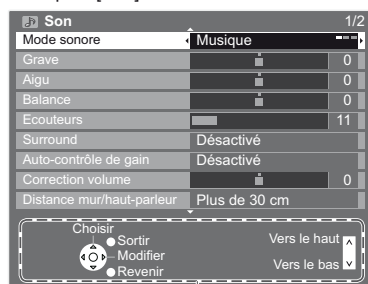 Son 1/2
Mode sonore Musique
Grave 0
Aigu 0
Balance 0
Ecouteurs 11
Surround Désactivé
Auto-contrôle de gain Désactivé
Correction volume 0
Distance mur/haut-parleur Plus de 30 cm
Choisir
Sortir
Modifier
Revenir
Vers le haut
Vers le bas